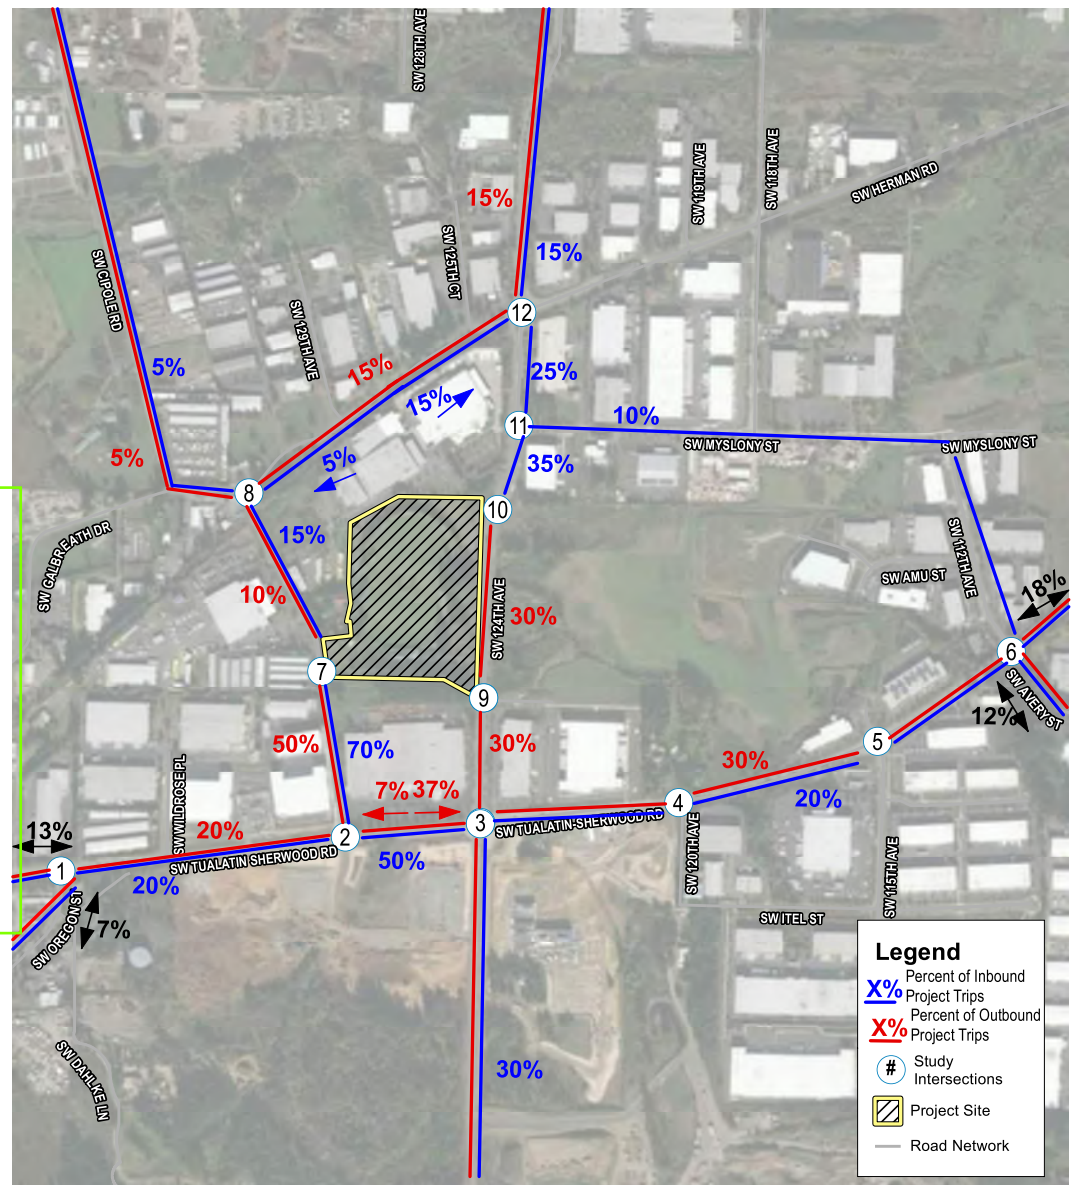 SW 128TH AVE
SW 119TH AVE
SW 118TH AVE
SW HERMAN RD
15%
SW CIPOLE RD
SW 125TH CT
15%
SW 129TH AVE
12
5%
15%
25%
15%
10%
11
SW MYSLONY ST
SW MYSLONY ST
5%
5%
35%
8
10
15%
SW GALBREATH DR
SW 112TH AVE
SW AMU ST
18%
10%
SW 124TH AVE
30%
6
7
9
SW AVERY ST
12%
50%
70%
30%
5
30%
SW WILDROSE PL
7%
37%
20%
4
13%
20%
2
3
SW TUALATIN-SHERWOOD RD
SW TUALATIN SHERWOOD RD
50%
1
20%
SW 120TH AVE
SW 115TH AVE
SW OREGON ST
7%
SW ITEL ST
30%
SW DAHLKE LN
Legend
X% Percent of Inbound
Project Trips
X% Percent of Outbound
Project Trips
# Study
Intersections
Project Site
Road Network